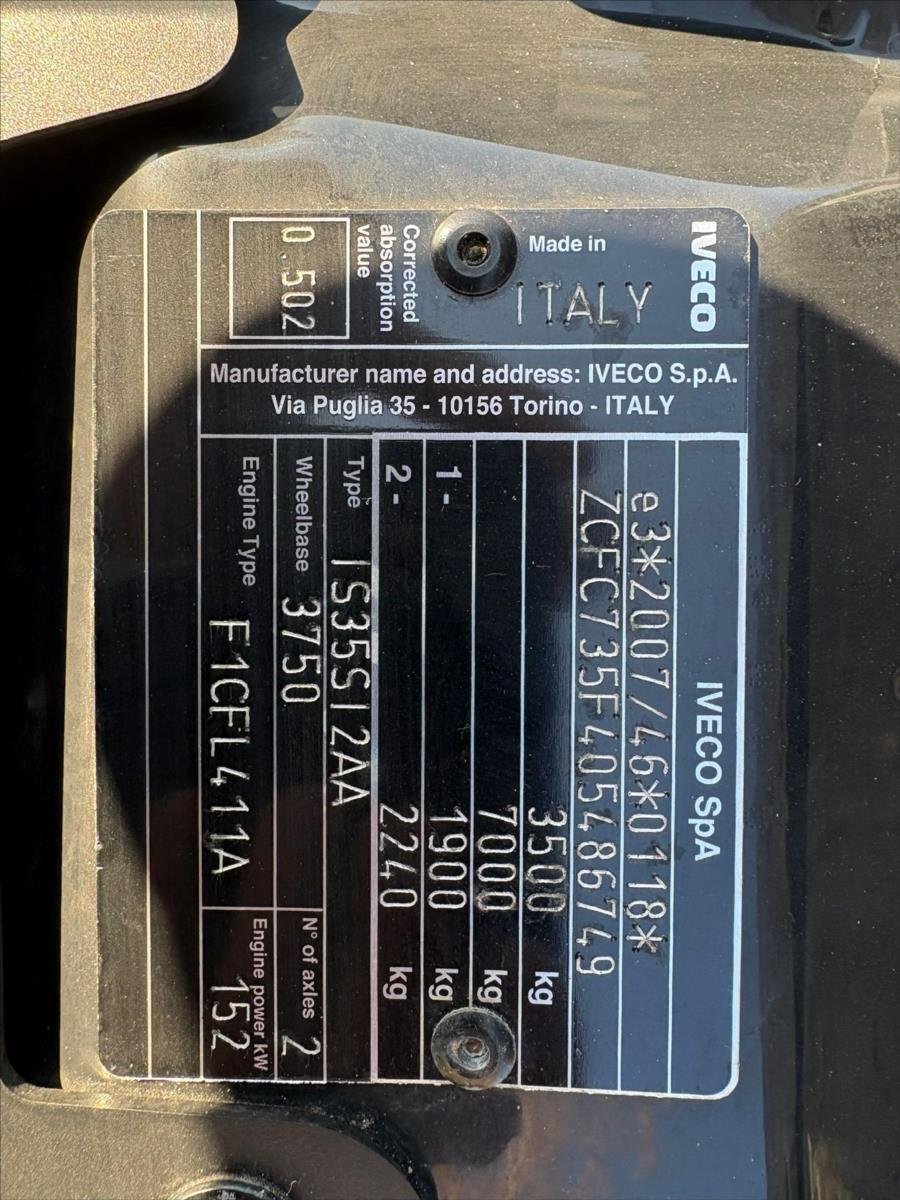 IVECO SpA
e3*2007/46*0118*
ZCFC735F405486749
3500 kg
7000 kg
1- 1900 kg
2- 2240 kg
Type IS35SI2AA
Wheelbase 3750
N° of axles 2
Engine Type F1CFL411A
Engine power kW 152
Manufacturer name and address: IVECO S.p.A.
Via Puglia 35 - 10156 Torino - ITALY
IVECO
Made in
ITALY
Corrected
absorption
value
0.502